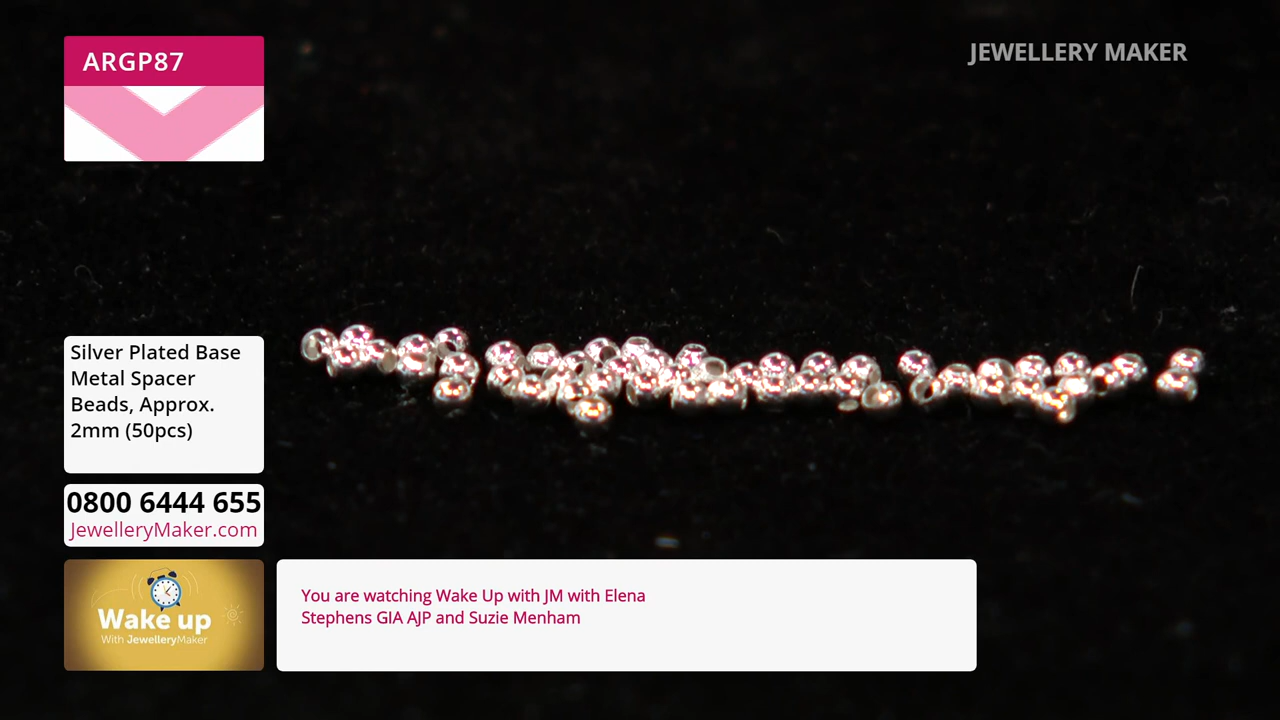 ARGP87
JEWELLERY MAKER
Silver Plated Base
Metal Spacer
Beads, Approx.
2mm (50pcs)
0800 6444 655
JewelleryMaker.com
Wake up
With JewelleryMaker
You are watching Wake Up with JM with Elena
Stephens GIA AJP and Suzie Menham